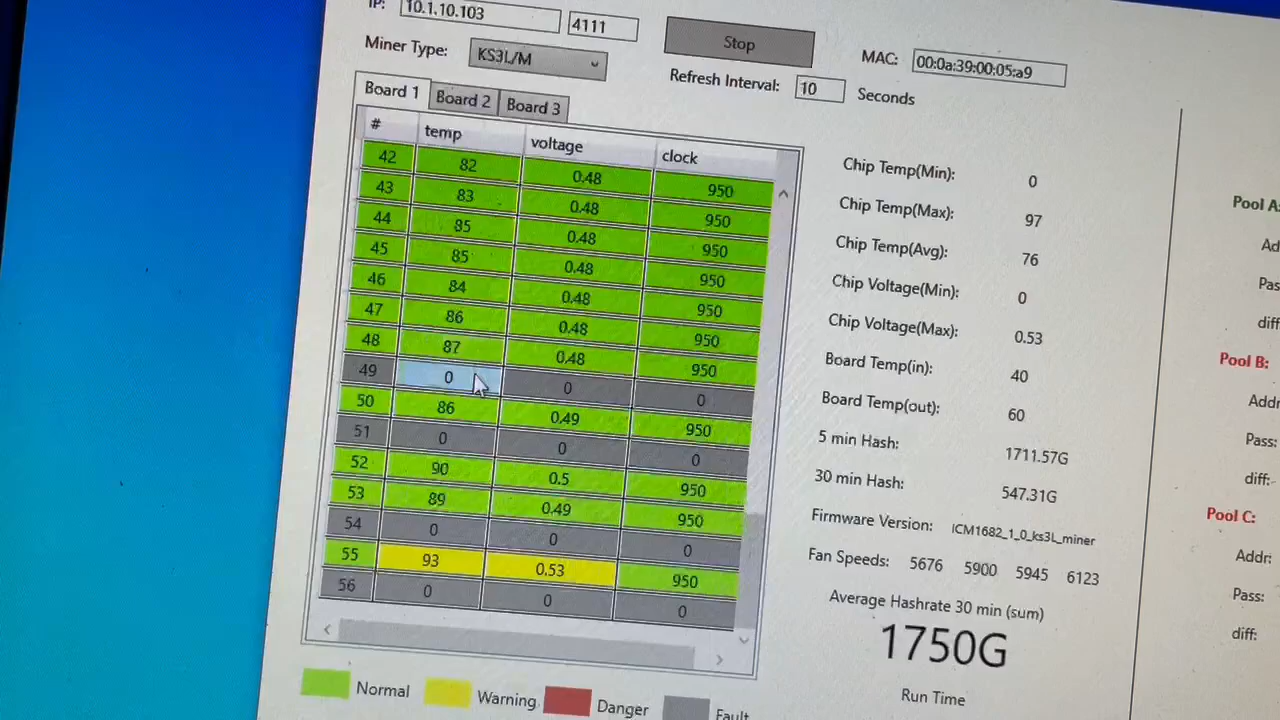 IP: 10.1.10.103 4111 Stop
Miner Type: KS3L/M MAC: 00:0a:39:00:05:a9
Refresh Interval: 10 Seconds
Board 1 Board 2 Board 3
# temp voltage clock
42 82 0.48 950
43 83 0.48 950
44 85 0.48 950
45 85 0.48 950
46 84 0.48 950
47 86 0.48 950
48 87 0.48 950
49 0 0 0
50 86 0.49 950
51 0 0 0
52 90 0.5 950
53 89 0.49 950
54 0 0 0
55 93 0.53 950
56 0 0 0
Normal Warning Danger Fault
Chip Temp(Min): 0
Chip Temp(Max): 97
Chip Temp(Avg): 76
Chip Voltage(Min): 0
Chip Voltage(Max): 0.53
Board Temp(in): 40
Board Temp(out): 60
5 min Hash: 1711.57G
30 min Hash: 547.31G
Firmware Version: ICM1682_1_0_ks3L_miner
Fan Speeds: 5676 5900 5945 6123
Average Hashrate 30 min (sum)
1750G
Run Time
Pool A:
Ad
Pas
diff
Pool B:
Addr
Pass:
diff:
Pool C:
Addr:
Pass:
diff: